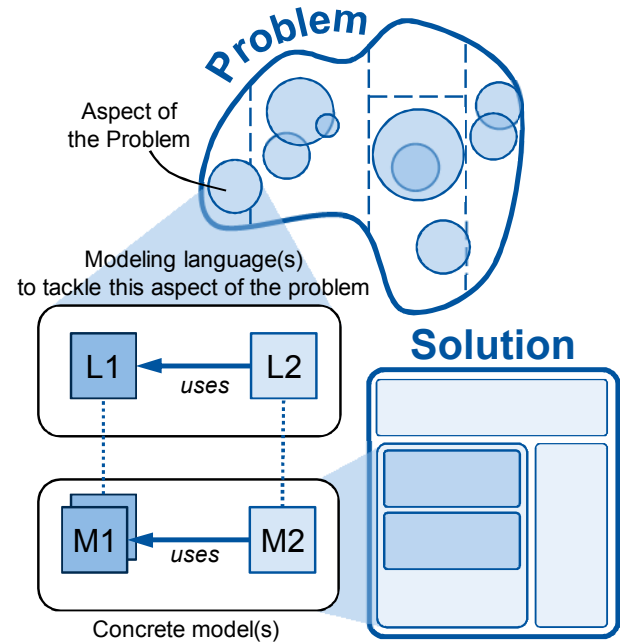 Problem
Aspect of
the Problem
Modeling language(s)
to tackle this aspect of the problem
L1
uses
L2
Solution
M1
uses
M2
Concrete model(s)